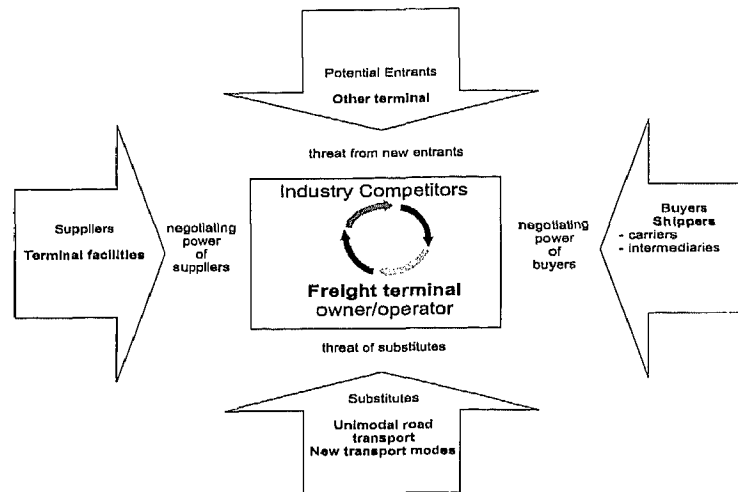 Potential Entrants
Other terminal
threat from new entrants
Industry Competitors
Freight terminal
owner/operator
Suppliers
Terminal facilities
negotiating
power
of
suppliers
negotiating
power
of
buyers
Buyers
Shippers
- carriers
- intermediaries
threat of substitutes
Substitutes
Unimodal road
transport
New transport modes